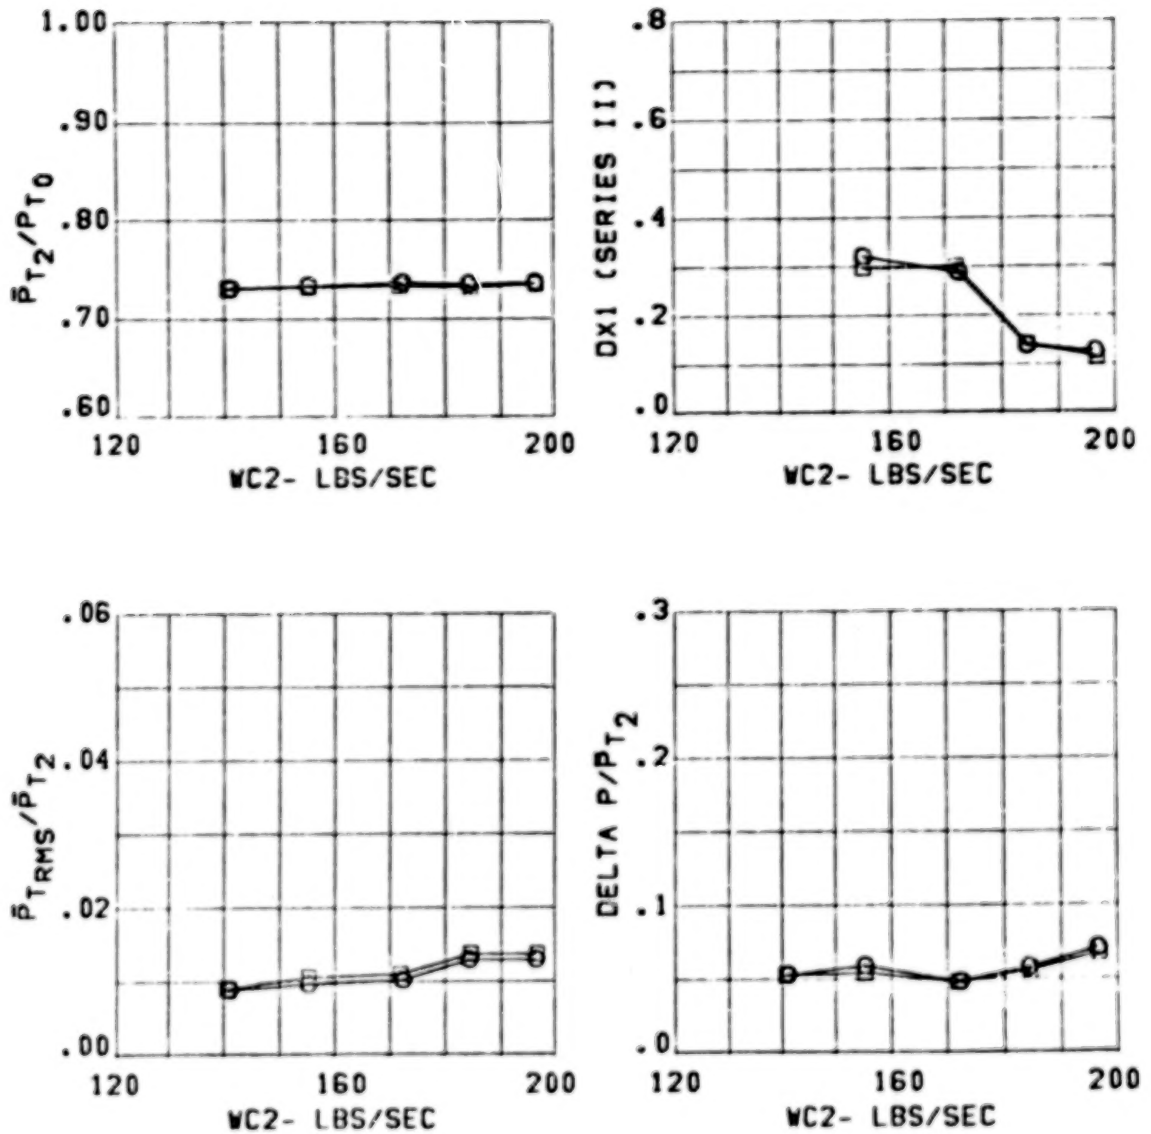 1.00
.90
.80
.70
.60
P̄T2/PT0
120 160 200
WC2- LBS/SEC
.8
.6
.4
.2
.0
DX1 (SERIES II)
120 160 200
WC2- LBS/SEC
.06
.04
.02
.00
P̄TRMS/P̄T2
120 160 200
WC2- LBS/SEC
.3
.2
.1
.0
DELTA P/P̄T2
120 160 200
WC2- LBS/SEC